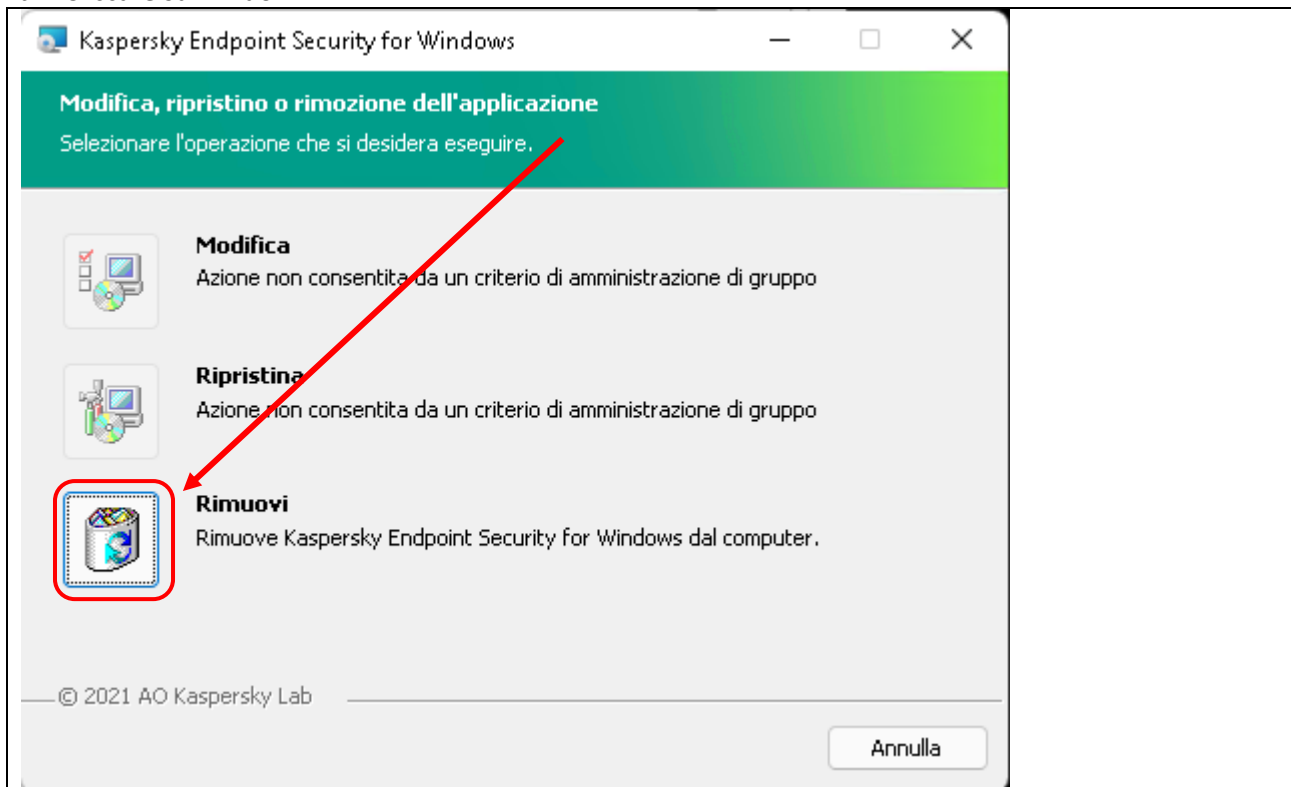 Kaspersky Endpoint Security for Windows
Modifica, ripristino o rimozione dell'applicazione
Selezionare l'operazione che si desidera eseguire.
Modifica
Azione non consentita da un criterio di amministrazione di gruppo
Ripristina
Azione non consentita da un criterio di amministrazione di gruppo
Rimuovi
Rimuove Kaspersky Endpoint Security for Windows dal computer.
© 2021 AO Kaspersky Lab
Annulla